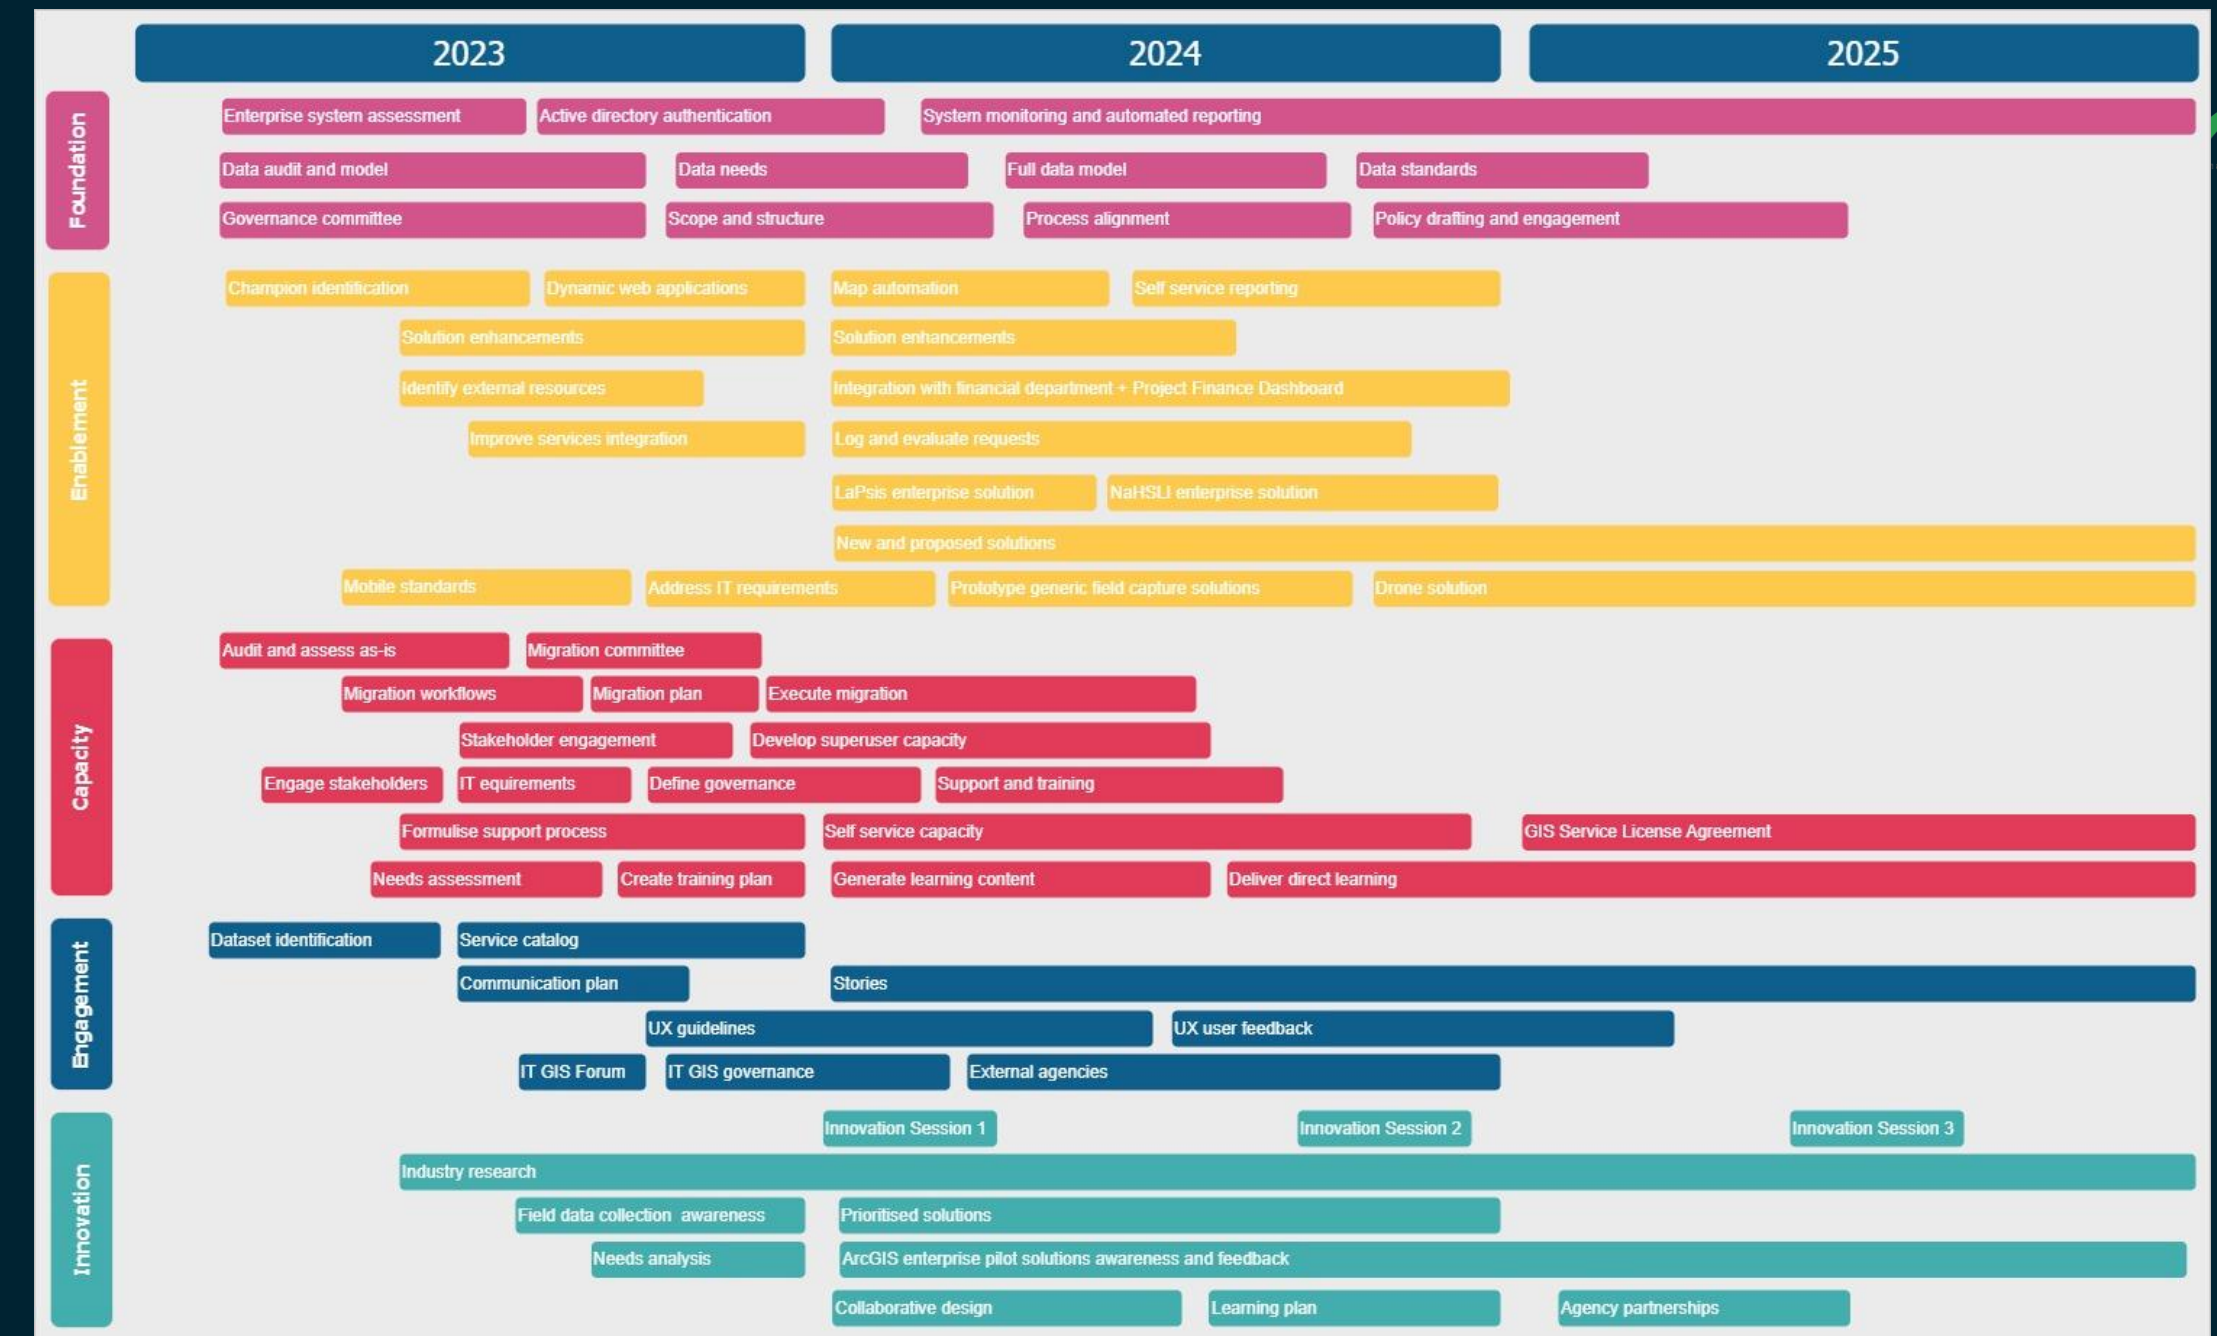 2023
2024
2025
Foundation
Enterprise system assessment
Active directory authentication
System monitoring and automated reporting
Data audit and model
Data needs
Full data model
Data standards
Governance committee
Scope and structure
Process alignment
Policy drafting and engagement
Enablement
Champion identification
Dynamic web applications
Map automation
Self service reporting
Solution enhancements
Solution enhancements
Identify external resources
Integration with financial department + Project Finance Dashboard
Improve services integration
Log and evaluate requests
LaPsis enterprise solution
NaHSLI enterprise solution
New and proposed solutions
Mobile standards
Address IT requirements
Prototype generic field capture solutions
Drone solution
Capacity
Audit and assess as-is
Migration committee
Migration workflows
Migration plan
Execute migration
Stakeholder engagement
Develop superuser capacity
Engage stakeholders
IT equirements
Define governance
Support and training
Formulise support process
Self service capacity
GIS Service License Agreement
Needs assessment
Create training plan
Generate learning content
Deliver direct learning
Engagement
Dataset identification
Service catalog
Communication plan
Stories
UX guidelines
UX user feedback
IT GIS Forum
IT GIS governance
External agencies
Innovation
Innovation Session 1
Innovation Session 2
Innovation Session 3
Industry research
Field data collection  awareness
Prioritised solutions
Needs analysis
ArcGIS enterprise pilot solutions awareness and feedback
Collaborative design
Learning plan
Agency partnerships